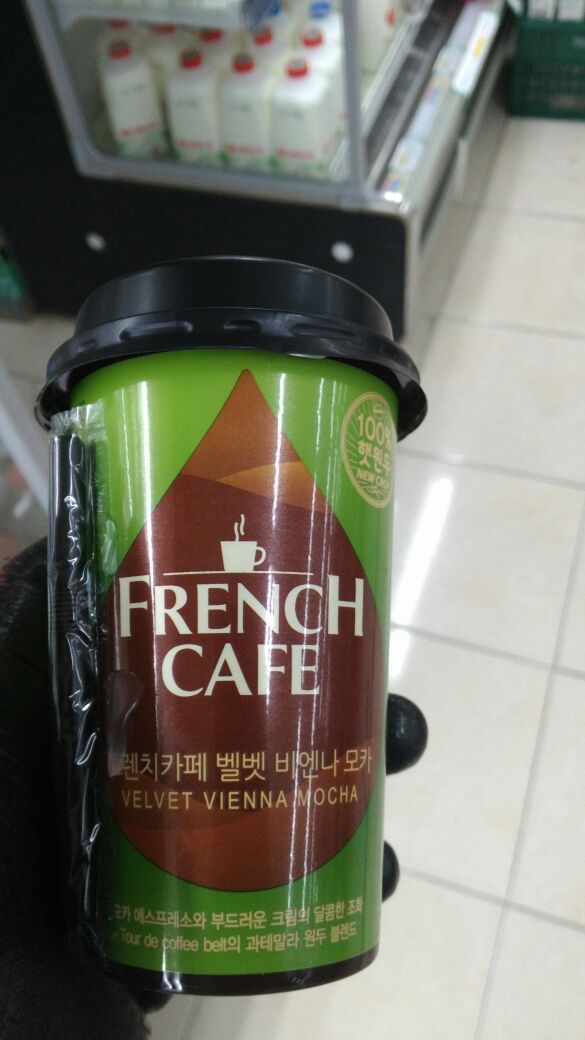 100%
햇원두
NEW CROP
FRENCH
CAFE
렌치카페 벨벳 비엔나 모카
VELVET VIENNA MOCHA
모카 에스프레소와 부드러운 크림의 달콤한 조화
Tour de coffee belt의 과테말라 원두 블렌드